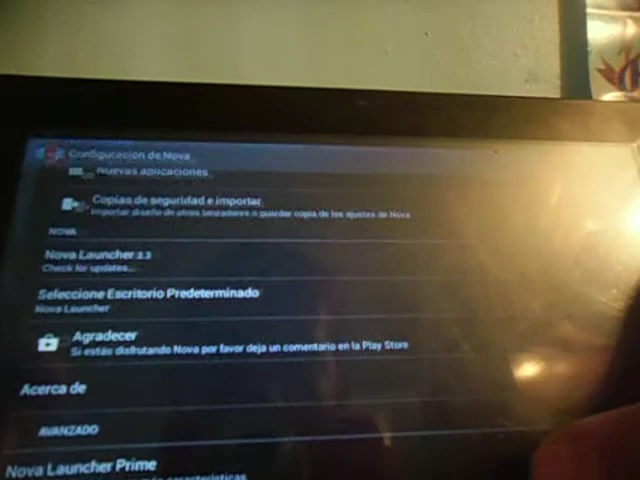 Configuración de Nova
Nuevas aplicaciones
Copias de seguridad e importar
Importar diseño de otros lanzadores o guardar copia de los ajustes de Nova
NOVA
Nova Launcher 3.3
Check for updates...
Seleccione Escritorio Predeterminado
Nova Launcher
Agradecer
Si estás disfrutando Nova por favor deja un comentario en la Play Store
Acerca de
AVANZADO
Nova Launcher Prime
más características